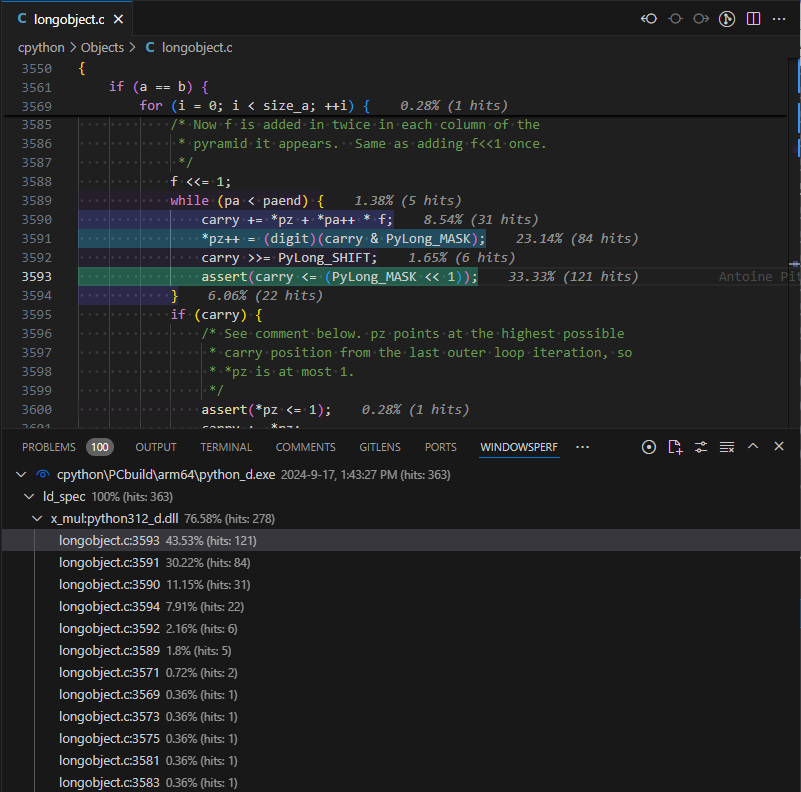 C longobject.c
cpython > Objects > C longobject.c
3550 {
3561 if (a == b) {
3569 for (i = 0; i < size_a; ++i) { 0.28% (1 hits)
3585 /* Now f is added in twice in each column of the
3586 * pyramid it appears. Same as adding f<<1 once.
3587 */
3588 f <<= 1;
3589 while (pa < paend) { 1.38% (5 hits)
3590 carry += *pz + *pa++ * f; 8.54% (31 hits)
3591 *pz++ = (digit)(carry & PyLong_MASK); 23.14% (84 hits)
3592 carry >>= PyLong_SHIFT; 1.65% (6 hits)
3593 assert(carry <= (PyLong_MASK << 1)); 33.33% (121 hits) Antoine Pit
3594 } 6.06% (22 hits)
3595 if (carry) {
3596 /* See comment below. pz points at the highest possible
3597 * carry position from the last outer loop iteration, so
3598 * *pz is at most 1.
3599 */
3600 assert(*pz <= 1); 0.28% (1 hits)
3601 carry += *pz;
PROBLEMS 100 OUTPUT TERMINAL COMMENTS GITLENS PORTS WINDOWSPERF ···
cpython\PCbuild\arm64\python_d.exe 2024-9-17, 1:43:27 PM (hits: 363)
ld_spec 100% (hits: 363)
x_mul:python312_d.dll 76.58% (hits: 278)
longobject.c:3593 43.53% (hits: 121)
longobject.c:3591 30.22% (hits: 84)
longobject.c:3590 11.15% (hits: 31)
longobject.c:3594 7.91% (hits: 22)
longobject.c:3592 2.16% (hits: 6)
longobject.c:3589 1.8% (hits: 5)
longobject.c:3571 0.72% (hits: 2)
longobject.c:3569 0.36% (hits: 1)
longobject.c:3573 0.36% (hits: 1)
longobject.c:3575 0.36% (hits: 1)
longobject.c:3581 0.36% (hits: 1)
longobject.c:3583 0.36% (hits: 1)